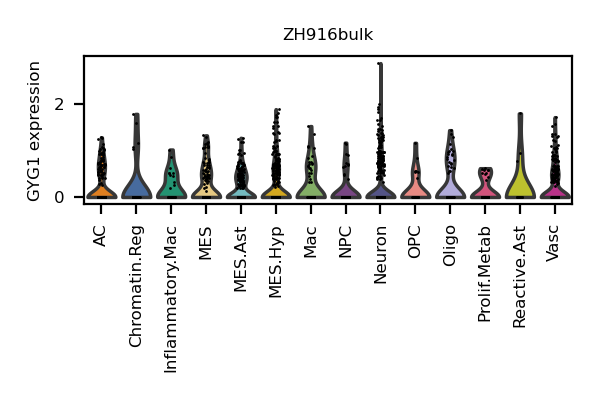 ZH916bulk
GYG1 expression
2
0
AC
Chromatin.Reg
Inflammatory.Mac
MES
MES.Ast
MES.Hyp
Mac
NPC
Neuron
OPC
Oligo
Prolif.Metab
Reactive.Ast
Vasc